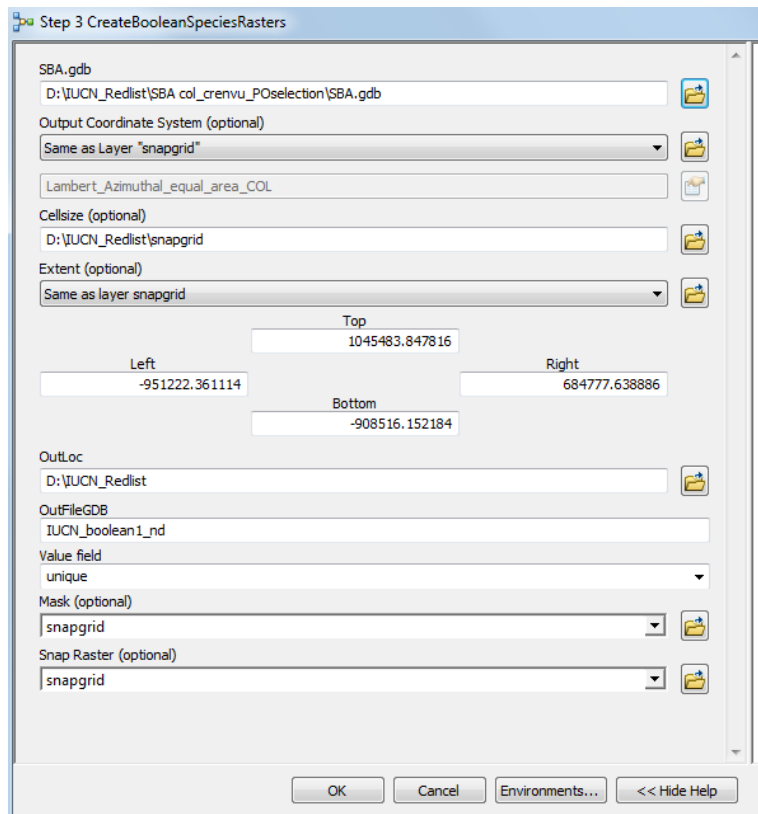 Step 3 CreateBooleanSpeciesRasters
SBA.gdb
D:\IUCN_Redlist\SBA col_crenvu_POselection\SBA.gdb
Output Coordinate System (optional)
Same as Layer "snapgrid"
Lambert_Azimuthal_equal_area_COL
Cellsize (optional)
D:\IUCN_Redlist\snapgrid
Extent (optional)
Same as layer snapgrid
Top
1045483.847816
Left Right
-951222.361114 684777.638886
Bottom
-908516.152184
OutLoc
D:\IUCN_Redlist
OutFileGDB
IUCN_boolean1_nd
Value field
unique
Mask (optional)
snapgrid
Snap Raster (optional)
snapgrid
OK Cancel Environments... << Hide Help